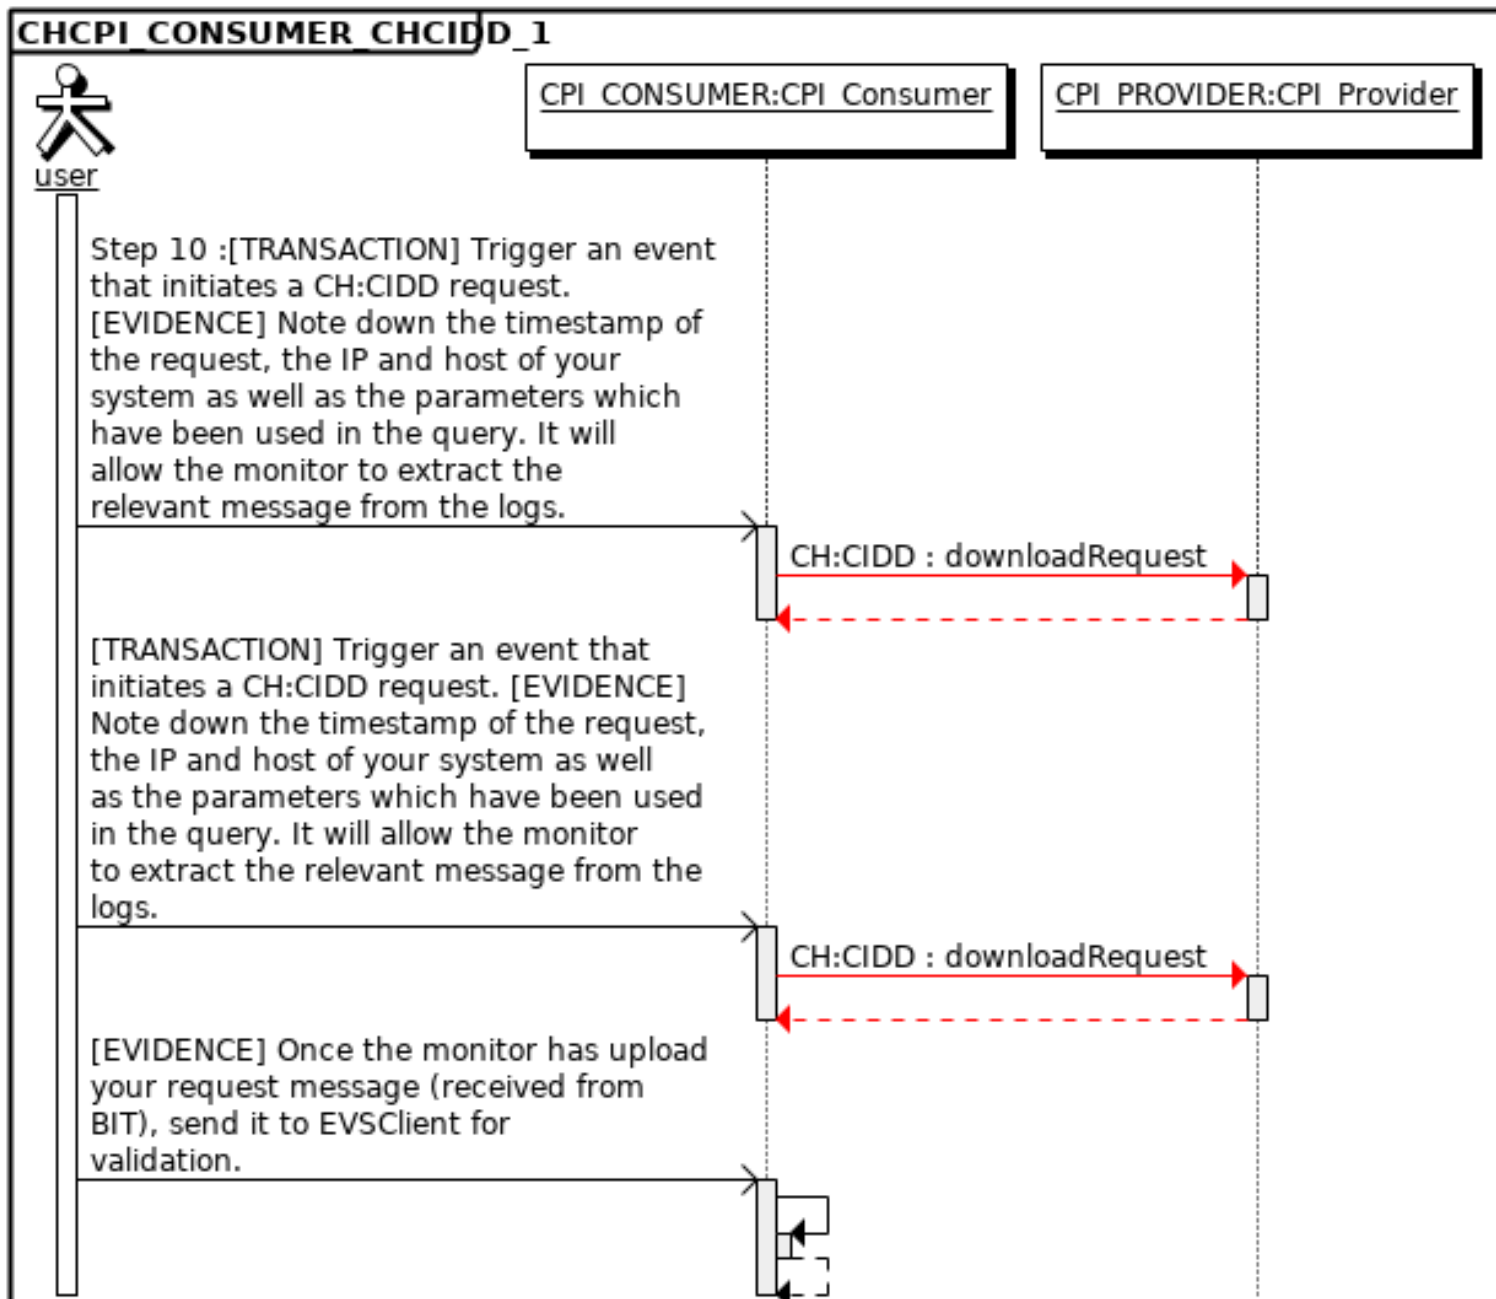 CHCPI_CONSUMER_CHCIDD_1
CPI_CONSUMER:CPI_Consumer
CPI_PROVIDER:CPI_Provider
user
Step 10 :[TRANSACTION] Trigger an event
that initiates a CH:CIDD request.
[EVIDENCE] Note down the timestamp of
the request, the IP and host of your
system as well as the parameters which
have been used in the query. It will
allow the monitor to extract the
relevant message from the logs.
CH:CIDD : downloadRequest
[TRANSACTION] Trigger an event that
initiates a CH:CIDD request. [EVIDENCE]
Note down the timestamp of the request,
the IP and host of your system as well
as the parameters which have been used
in the query. It will allow the monitor
to extract the relevant message from the
logs.
CH:CIDD : downloadRequest
[EVIDENCE] Once the monitor has upload
your request message (received from
BIT), send it to EVSClient for
validation.